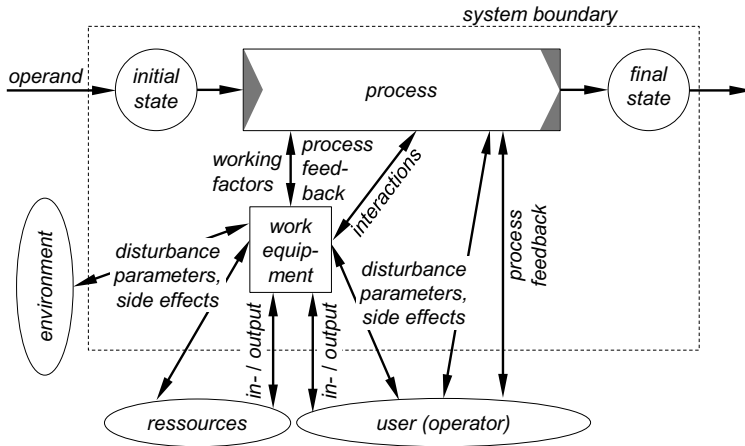 system boundary
operand
initial
state
process
final
state
working
factors
process
feed-
back
interactions
work
equip-
ment
environment
disturbance
parameters,
side effects
disturbance
parameters,
side effects
process
feedback
in- / output
in- / output
ressources
user (operator)